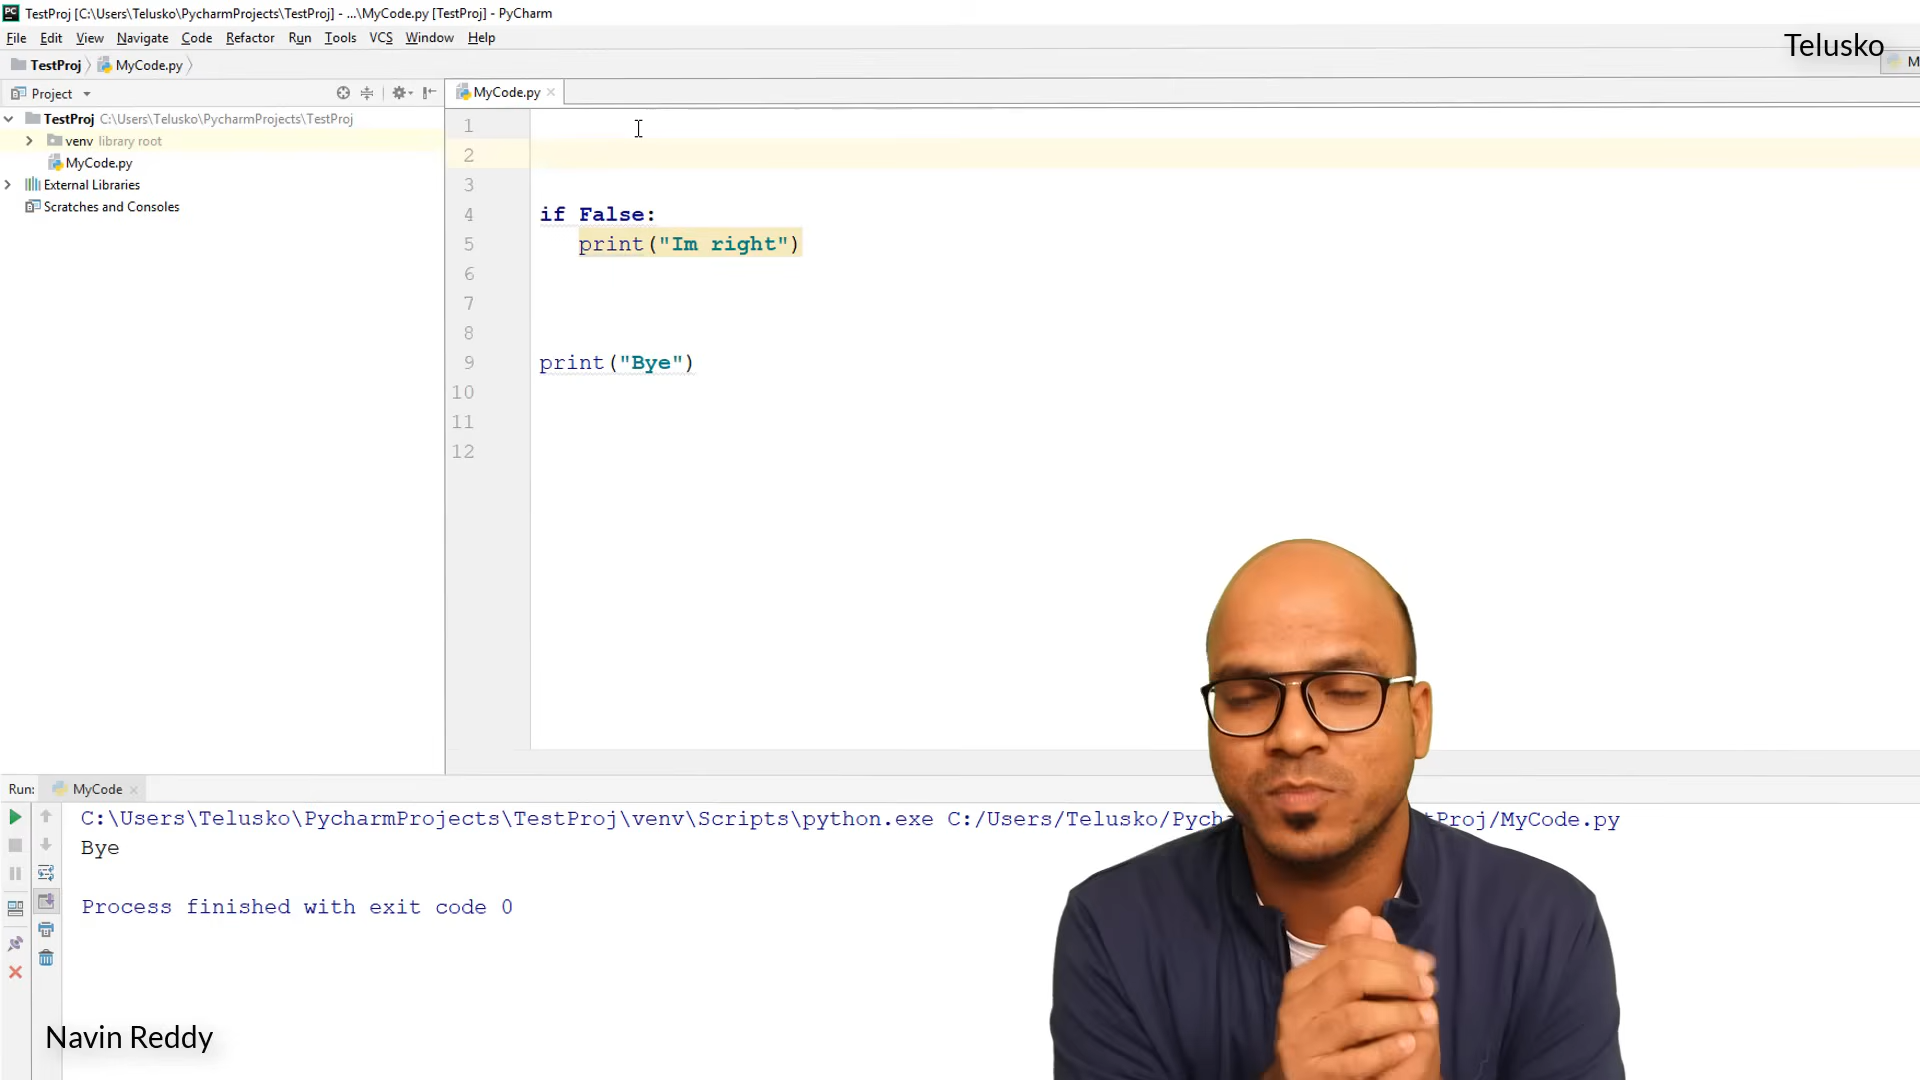 TestProj [C:\Users\Telusko\PycharmProjects\TestProj] - ...\MyCode.py [TestProj] - PyCharm
File Edit View Navigate Code Refactor Run Tools VCS Window Help
Telusko
TestProj MyCode.py
M
Project
MyCode.py
TestProj C:\Users\Telusko\PycharmProjects\TestProj
venv library root
MyCode.py
External Libraries
Scratches and Consoles
1
2
3
4 if False:
5 print("Im right")
6
7
8
9 print("Bye")
10
11
12
Run: MyCode
C:\Users\Telusko\PycharmProjects\TestProj\venv\Scripts\python.exe C:/Users/Telusko/Pych tProj/MyCode.py
Bye
Process finished with exit code 0
Navin Reddy